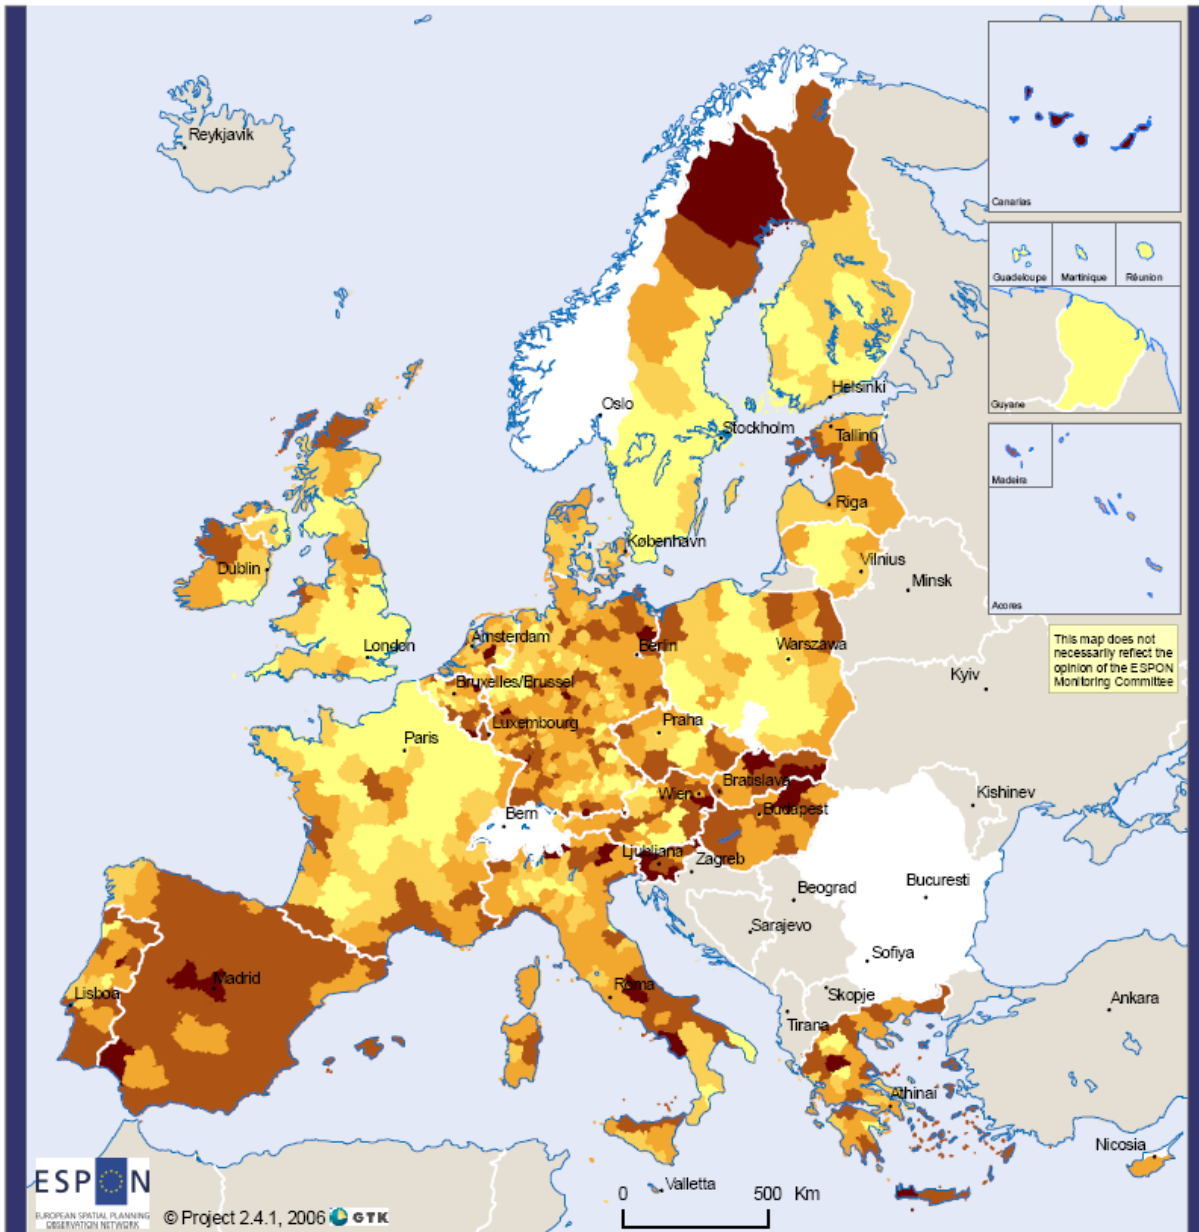 Reykjavik
Canarias
Guadeloupe
Martinique
Réunion
Guyane
Helsinki
Oslo
Stockholm
Tallinn
Madeira
Riga
København
Vilnius
Dublin
Minsk
Acores
This map does not
necessarily reflect the
opinion of the ESPON
Monitoring Committee
London
Amsterdam
Berlin
Warszawa
Kyiv
Bruxelles/Brussel
Luxembourg
Praha
Paris
Bratislava
Wien
Kishinev
Budapest
Bern
Ljubljana
Zagreb
Beograd
Bucuresti
Sarajevo
Sofiya
Madrid
Lisboa
Roma
Skopje
Ankara
Tirana
Athinai
Nicosia
Valletta
0 500 Km
ESPON
EUROPEAN SPATIAL PLANNING
OBSERVATION NETWORK
© Project 2.4.1, 2006 GTK